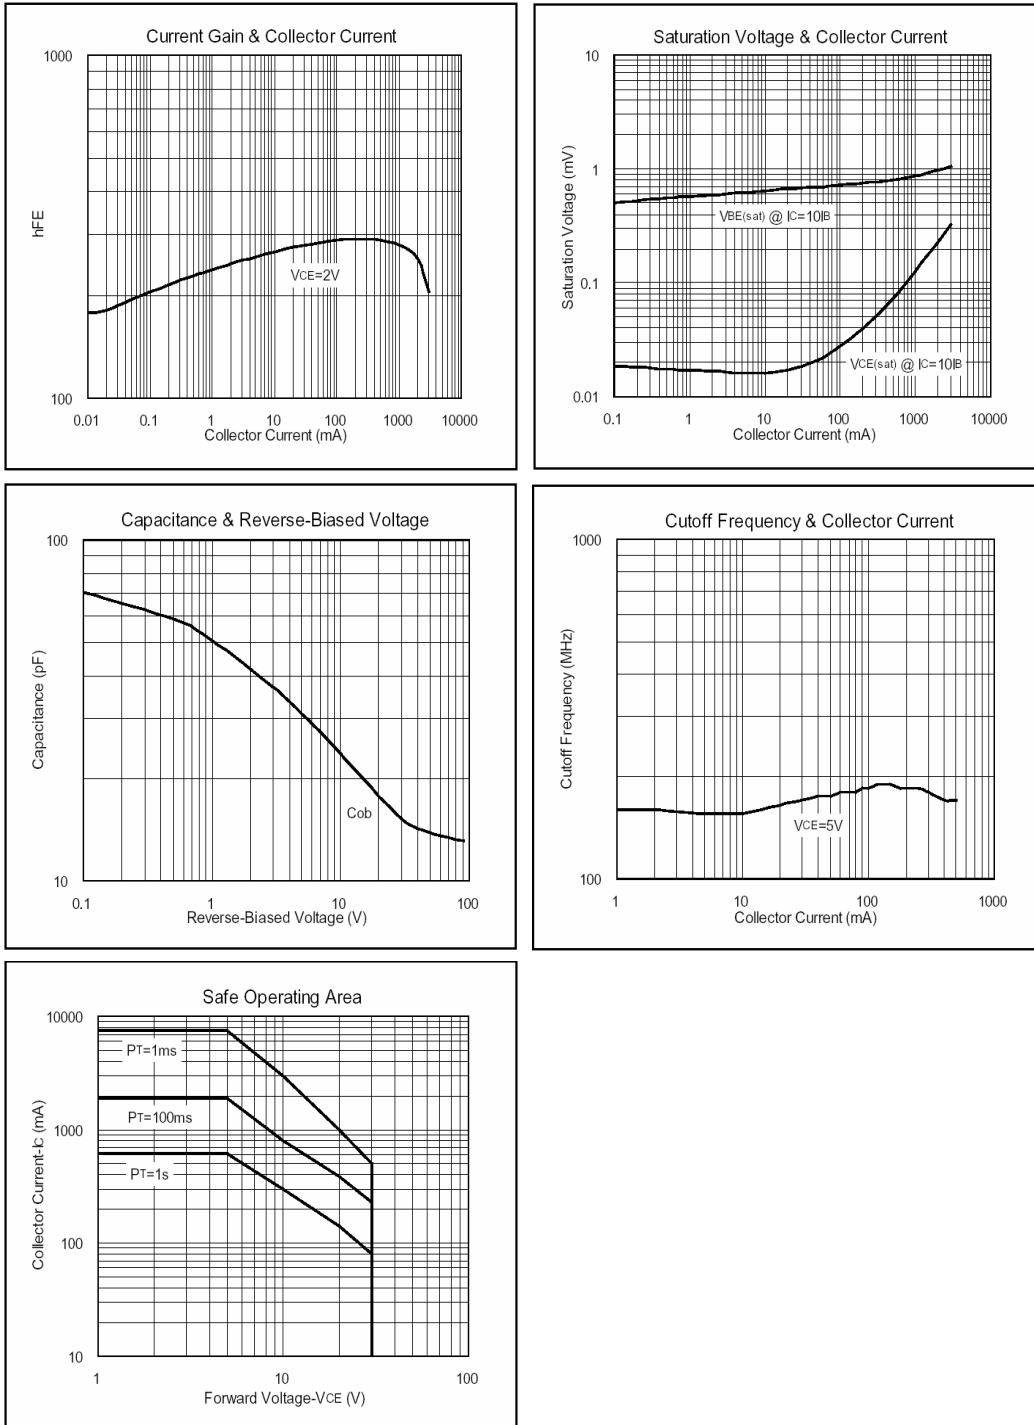 Current Gain & Collector Current
1000
hFE
VCE=2V
100
0.01 0.1 1 10 100 1000 10000
Collector Current (mA)
Saturation Voltage & Collector Current
10
1
Saturation Voltage (mV)
VBE(sat) @ IC=10IB
0.1
VCE(sat) @ IC=10IB
0.01
0.1 1 10 100 1000 10000
Collector Current (mA)
Capacitance & Reverse-Biased Voltage
100
Capacitance (pF)
Cob
10
0.1 1 10 100
Reverse-Biased Voltage (V)
Cutoff Frequency & Collector Current
1000
Cutoff Frequency (MHz)
VCE=5V
100
1 10 100 1000
Collector Current (mA)
Safe Operating Area
10000
PT=1ms
Collector Current-IC (mA)
PT=100ms
1000
PT=1s
100
10
1 10 100
Forward Voltage-VCE (V)